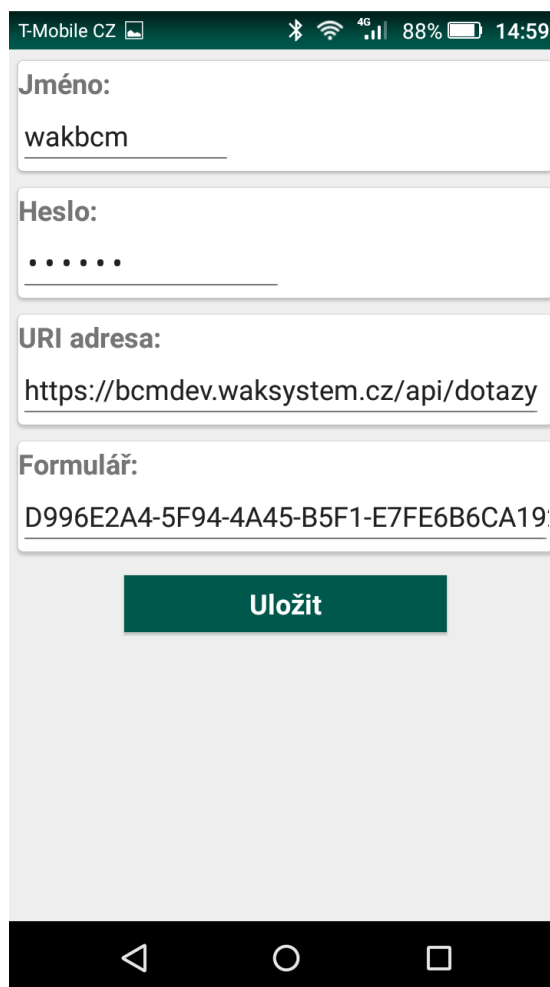 T-Mobile CZ 4G 88% 14:59
Jméno:
wakbcm
Heslo:
••••••
URI adresa:
https://bcmdev.waksystem.cz/api/dotazy
Formulář:
D996E2A4-5F94-4A45-B5F1-E7FE6B6CA19
Uložit